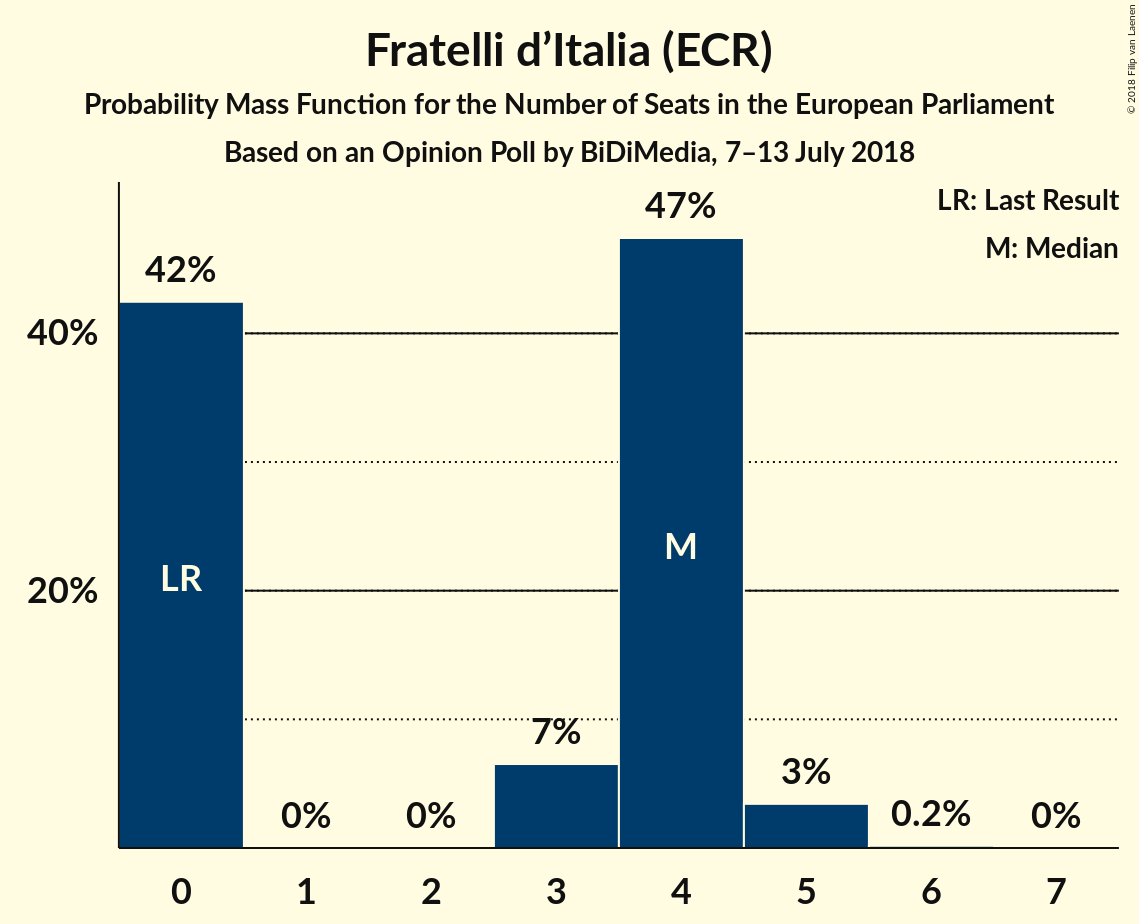 Fratelli d’Italia (ECR)
Probability Mass Function for the Number of Seats in the European Parliament
Based on an Opinion Poll by BiDiMedia, 7–13 July 2018
© 2018 Filip van Laenen
LR: Last Result
M: Median
47%
42%
40%
20%
LR
M
7%
3%
0%
0%
0.2%
0%
0
1
2
3
4
5
6
7